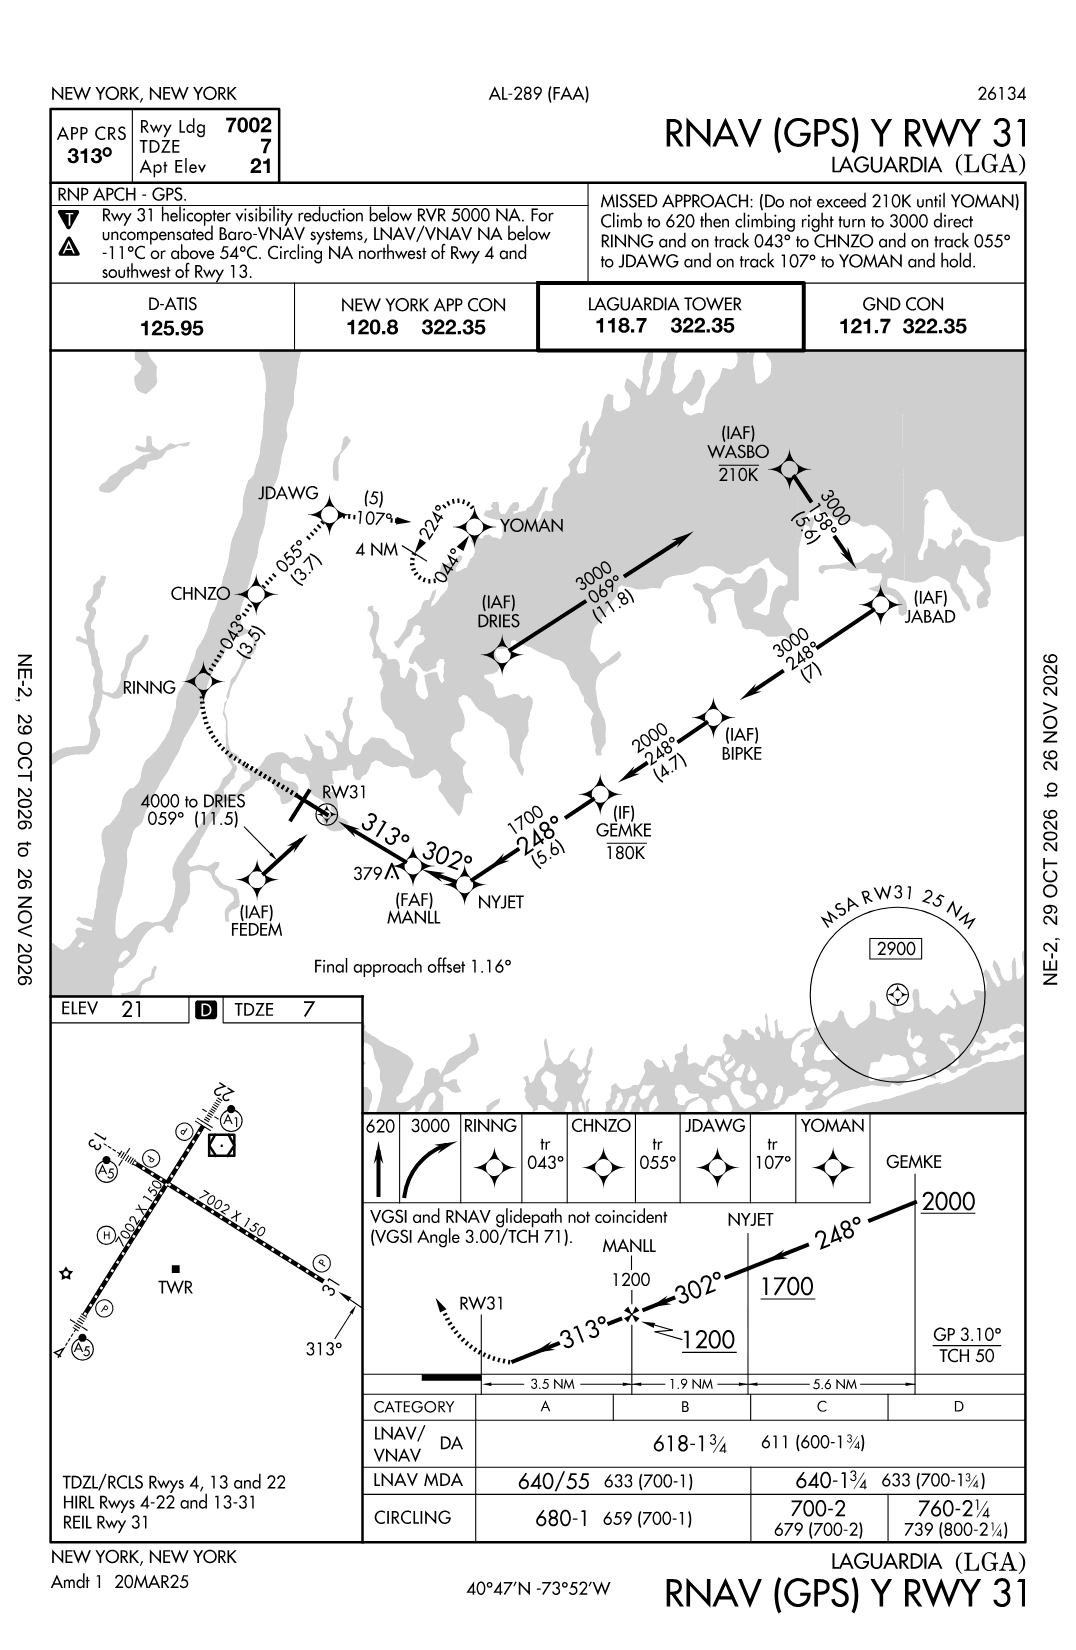 NEW YORK, NEW YORK
AL-289 (FAA)
26134
APP CRS
313°
Rwy Ldg 7002
TDZE 7
Apt Elev 21
RNAV (GPS) Y RWY 31
LAGUARDIA (LGA)
RNP APCH - GPS.
T
A
Rwy 31 helicopter visibility reduction below RVR 5000 NA. For
uncompensated Baro-VNAV systems, LNAV/VNAV NA below
-11°C or above 54°C. Circling NA northwest of Rwy 4 and
southwest of Rwy 13.
MISSED APPROACH: (Do not exceed 210K until YOMAN)
Climb to 620 then climbing right turn to 3000 direct
RINNG and on track 043° to CHNZO and on track 055°
to JDAWG and on track 107° to YOMAN and hold.
D-ATIS
125.95
NEW YORK APP CON
120.8 322.35
LAGUARDIA TOWER
118.7 322.35
GND CON
121.7 322.35
(IAF)
WASBO
210K
3000
158°
(5.6)
JDAWG
(5)
107°
224°
044°
4 NM
YOMAN
055°
(3.7)
CHNZO
043°
(3.5)
RINNG
3000
069°
(11.8)
(IAF)
DRIES
(IAF)
JABAD
3000
248°
(7)
(IAF)
BIPKE
2000
248°
(4.7)
(IF)
GEMKE
180K
1700
248°
(5.6)
RW31
4000 to DRIES
059° (11.5)
313°
302°
379
(FAF)
MANLL
NYJET
(IAF)
FEDEM
Final approach offset 1.16°
MSA RW31 25 NM
2900
NE-2, 29 OCT 2026 to 26 NOV 2026
NE-2, 29 OCT 2026 to 26 NOV 2026
ELEV 21
D
TDZE 7
22
A1
P
13
P
A5
7002 X 150
7002 X 150
H
P
31
TWR
P
4
A5
313°
TDZL/RCLS Rwys 4, 13 and 22
HIRL Rwys 4-22 and 13-31
REIL Rwy 31
620
3000
RINNG
tr
043°
CHNZO
tr
055°
JDAWG
tr
107°
YOMAN
GEMKE
2000
VGSI and RNAV glidepath not coincident
(VGSI Angle 3.00/TCH 71).
NYJET
MANLL
1200
248°
302°
1700
RW31
313°
1200
GP 3.10°
TCH 50
3.5 NM
1.9 NM
5.6 NM
CATEGORY A B C D
LNAV/
VNAV DA 618-1¾ 611 (600-1¾)
LNAV MDA 640/55 633 (700-1) 640-1¾ 633 (700-1¾)
CIRCLING 680-1 659 (700-1)
700-2
679 (700-2)
760-2¼
739 (800-2¼)
NEW YORK, NEW YORK
Amdt 1 20MAR25
40°47'N -73°52'W
LAGUARDIA (LGA)
RNAV (GPS) Y RWY 31